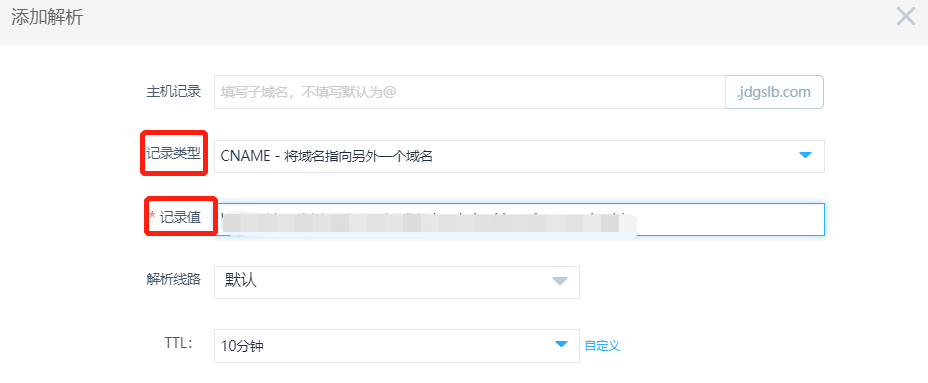 添加解析
主机记录 填写子域名，不填写默认为@ .jdgslb.com
记录类型 CNAME - 将域名指向另外一个域名
* 记录值
解析线路 默认
TTL： 10分钟 自定义